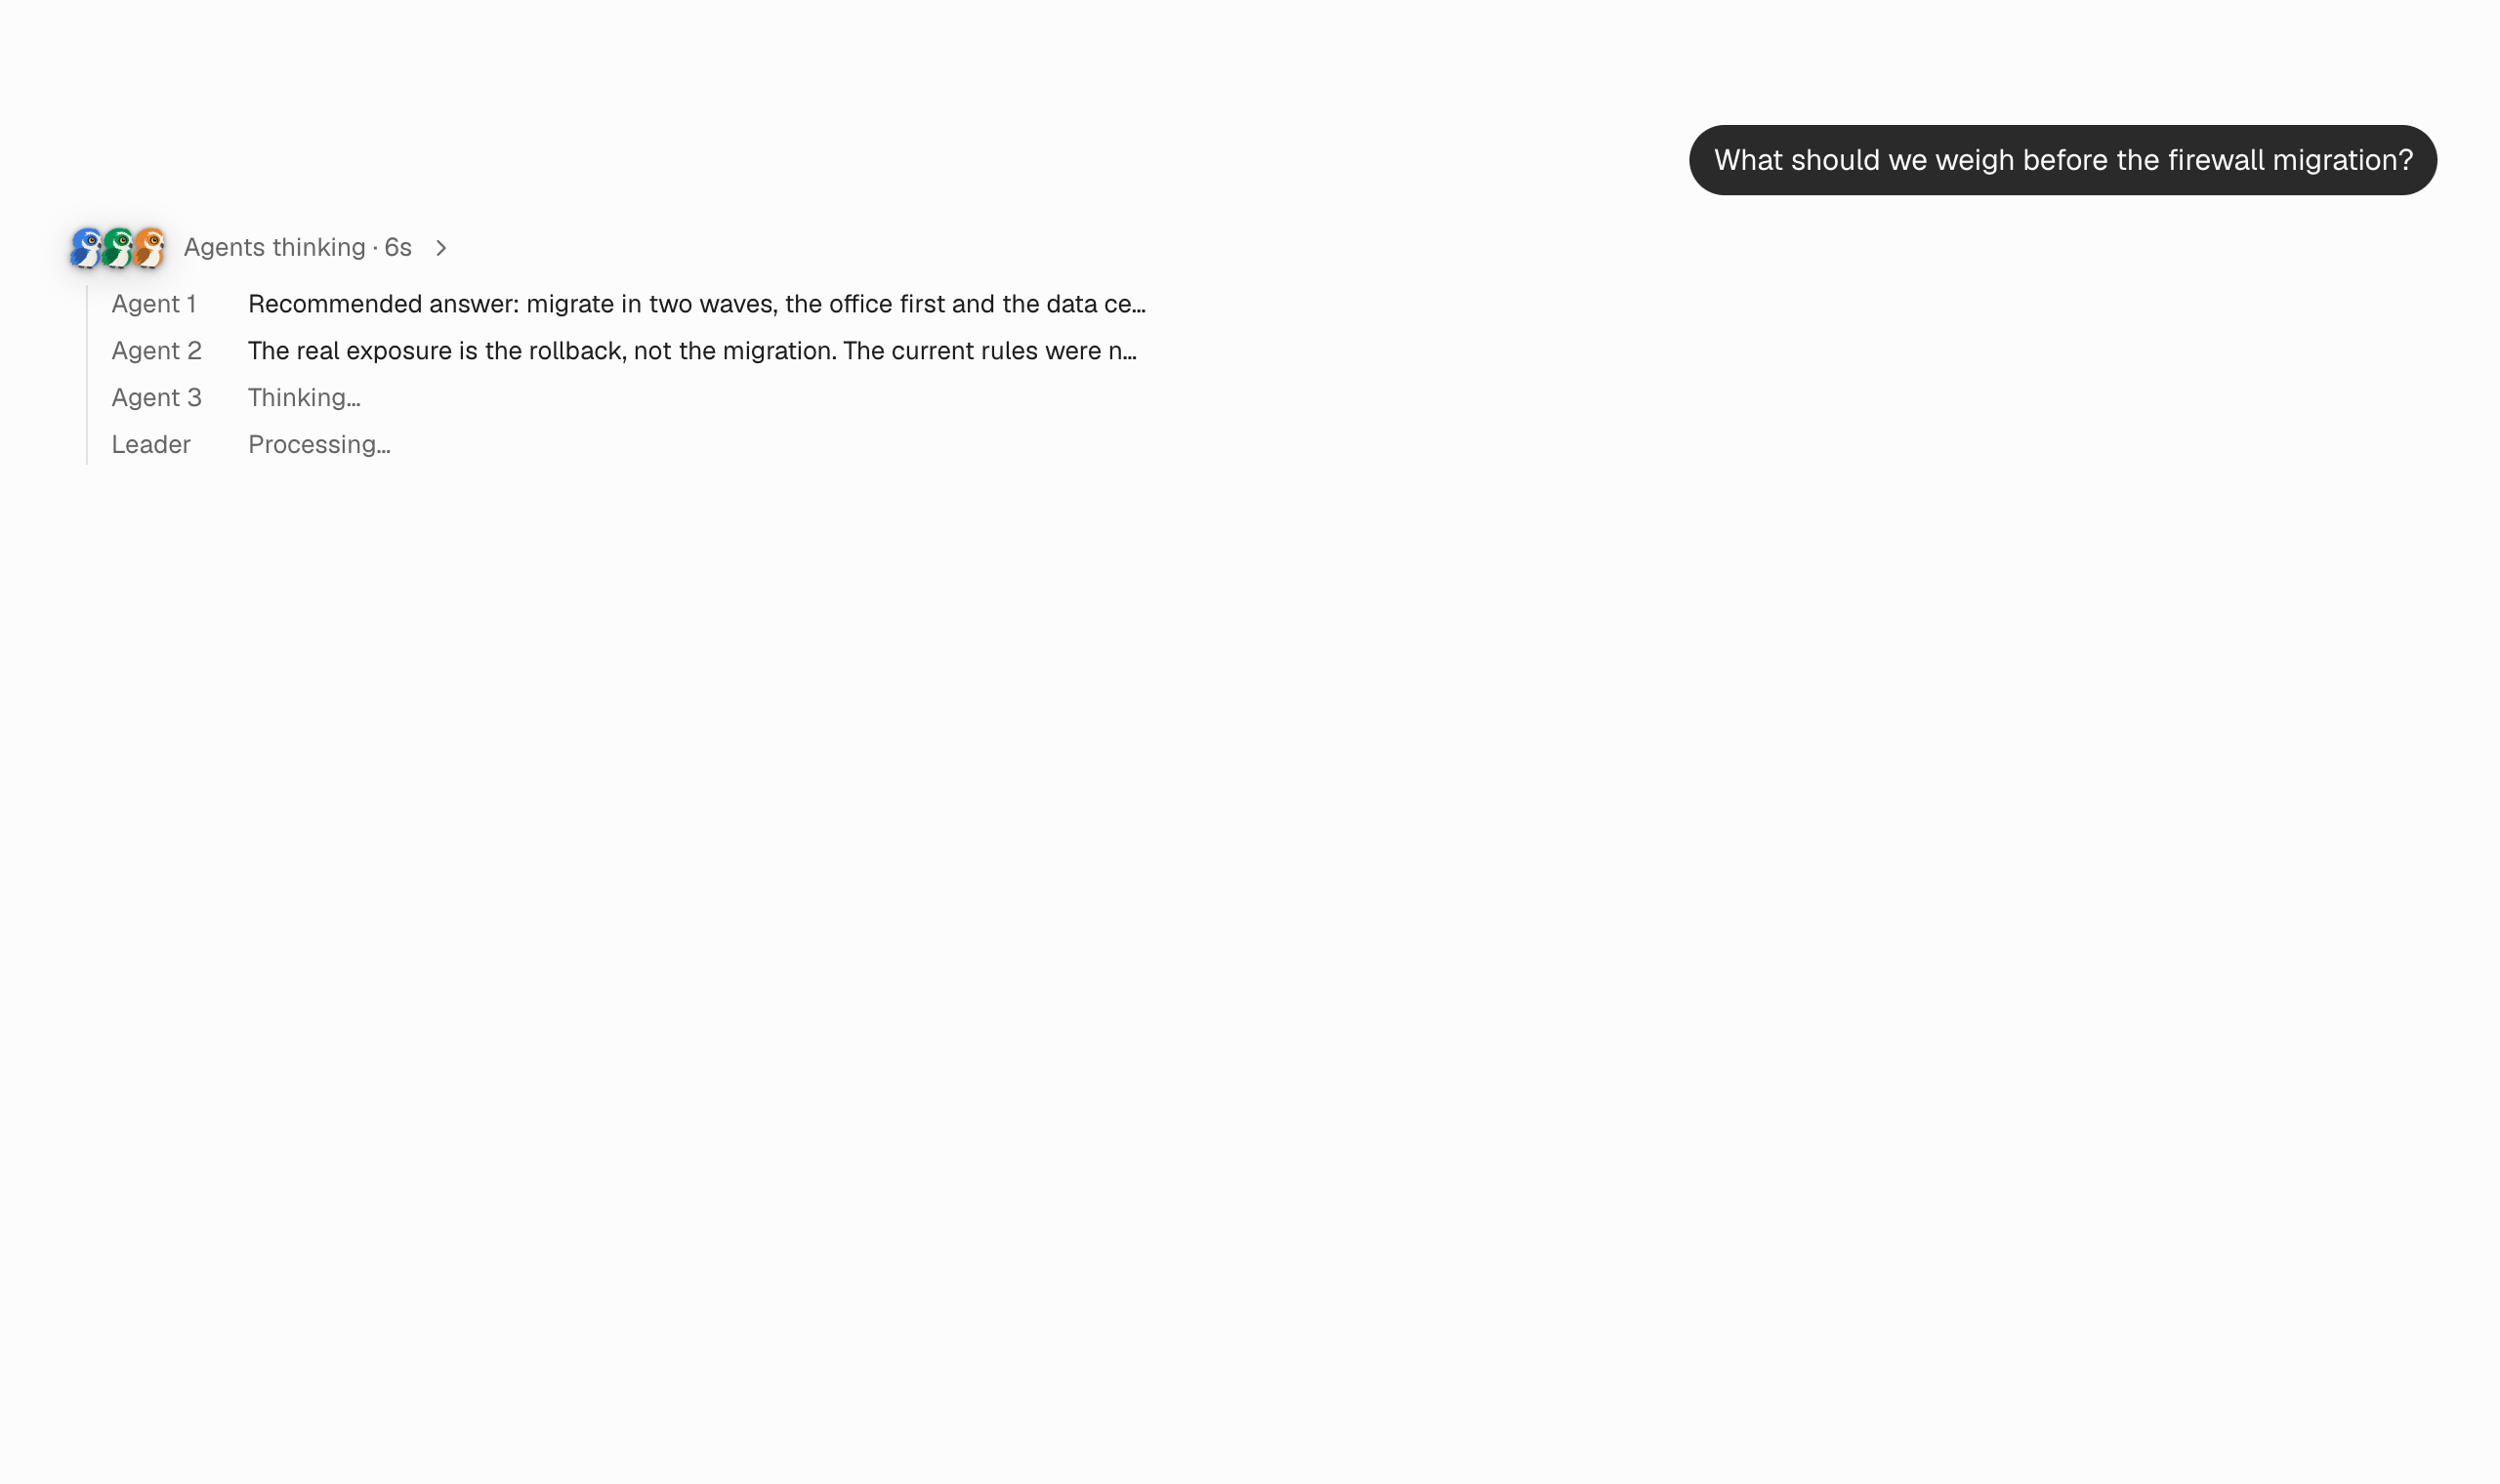 What should we weigh before the firewall migration?
Agents thinking · 6s
Agent 1 Recommended answer: migrate in two waves, the office first and the data ce...
Agent 2 The real exposure is the rollback, not the migration. The current rules were n...
Agent 3 Thinking...
Leader Processing...